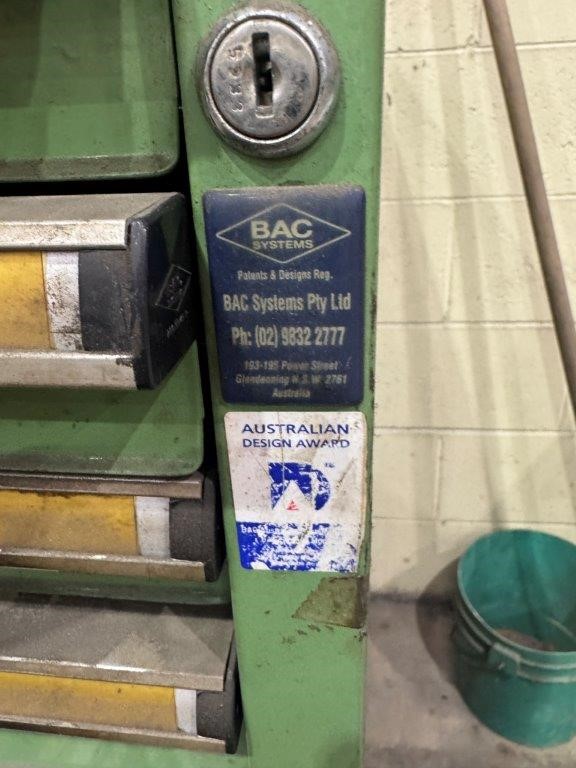 5333
BAC
SYSTEMS
Patents & Designs Reg.
BAC Systems Pty Ltd
Ph: (02) 9832 2777
193-195 Power Street
Glendenning N.S.W. 2761
Australia
AUSTRALIAN
DESIGN AWARD